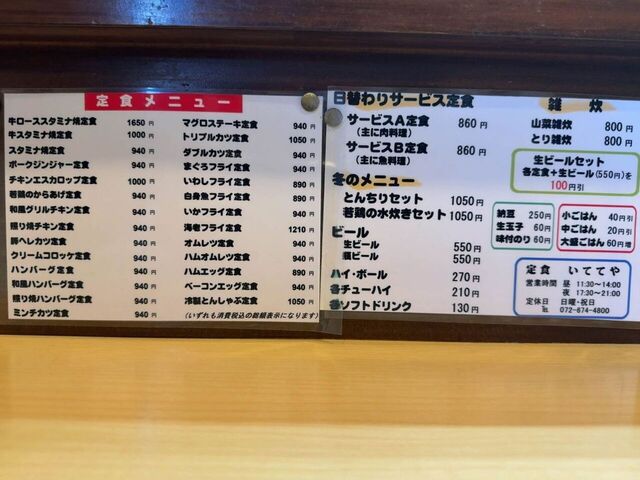 定食メニュー
牛ローススタミナ焼定食 1650円
牛スタミナ焼定食 1000円
スタミナ焼定食 940円
ポークジンジャー定食 940円
チキンエスカロップ定食 1000円
若鶏のからあげ定食 940円
和風グリルチキン定食 940円
照り焼チキン定食 940円
豚ヘレカツ定食 940円
クリームコロッケ定食 940円
ハンバーグ定食 940円
和風ハンバーグ定食 940円
照り焼ハンバーグ定食 940円
ミンチカツ定食 940円
マグロステーキ定食 940円
トリプルカツ定食 1050円
ダブルカツ定食 940円
まぐろフライ定食 940円
いわしフライ定食 890円
白身魚フライ定食 890円
いかフライ定食 940円
海老フライ定食 1210円
オムレツ定食 940円
ハムオムレツ定食 940円
ハムエッグ定食 890円
ベーコンエッグ定食 940円
冷製とんしゃぶ定食 1050円
(いずれも消費税込の総額表示になります)
日替わりサービス定食
サービスA定食 860円
(主に肉料理)
サービスB定食 860円
(主に魚料理)
冬のメニュー
とんちりセット 1050円
若鶏の水炊きセット 1050円
ビール
生ビール 550円
瓶ビール 550円
ハイ・ボール 270円
各チューハイ 210円
各ソフトドリンク 130円
雑炊
山菜雑炊 800円
とり雑炊 800円
生ビールセット
各定食+生ビール(550円)を
100円引
納豆 250円
生玉子 60円
味付のり 60円
小ごはん 40円引
中ごはん 20円引
大盛ごはん 60円増
定食 いててや
営業時間 昼 11:30~14:00
夜 17:30~21:00
定休日 日曜・祝日
℡ 072-874-4800